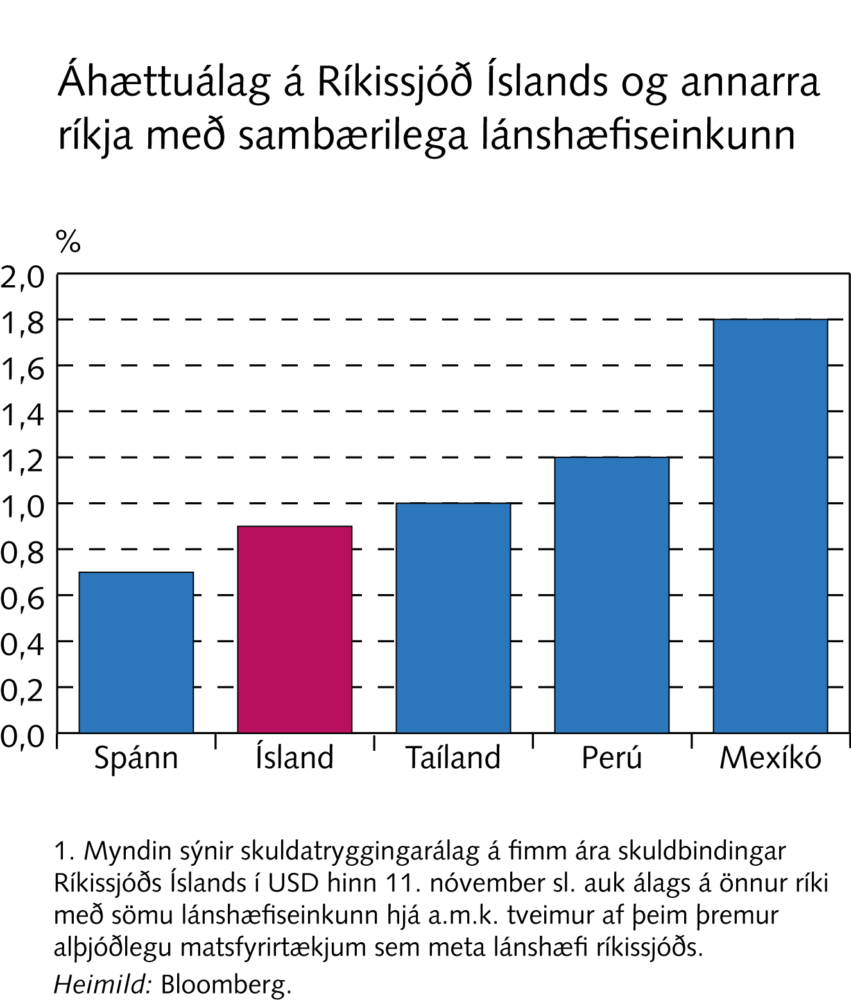 Áhættuálag á Ríkissjóð Íslands og annarra
ríkja með sambærilega lánshæfiseinkunn
%
2,0
1,8
1,6
1,4
1,2
1,0
0,8
0,6
0,4
0,2
0,0
Spánn Ísland Taíland Perú Mexíkó
1. Myndin sýnir skuldatryggingarálag á fimm ára skuldbindingar
Ríkissjóðs Íslands í USD hinn 11. nóvember sl. auk álags á önnur ríki
með sömu lánshæfiseinkunn hjá a.m.k. tveimur af þeim þremur
alþjóðlegu matsfyrirtækjum sem meta lánshæfi ríkissjóðs.
Heimild: Bloomberg.